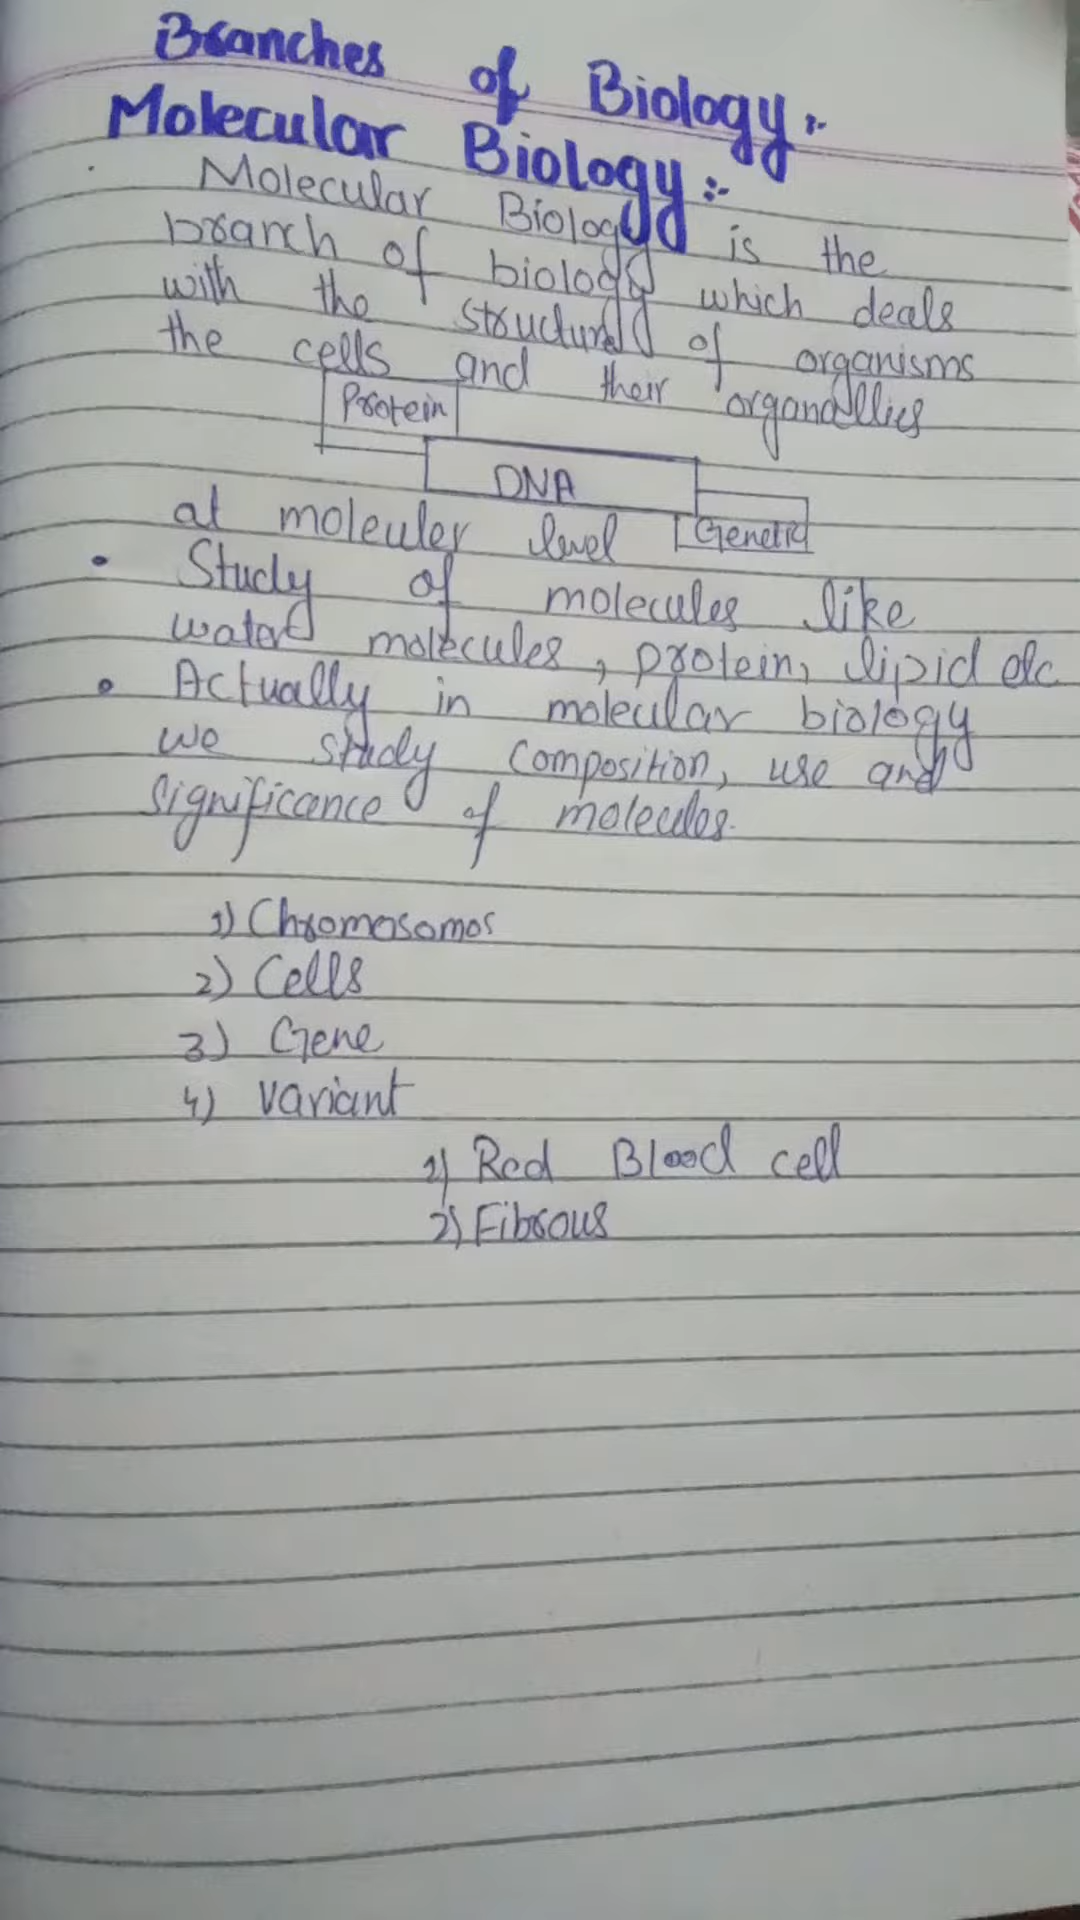 Branches of Biology:-
Molecular Biology:-
Molecular Biology is the
branch of biology which deals
with the structure of organisms
the cells and their organallies
Protein
DNA
Genetic
at moleculer level
• Study of molecules like
water molecules, protein, lipid etc
• Actually in moleculor biology
we study composition, use and
significance of molecules.
1) Chromosomos
2) Cells
3) Gene
4) Variant
1) Red Blood cell
2) Fibrous